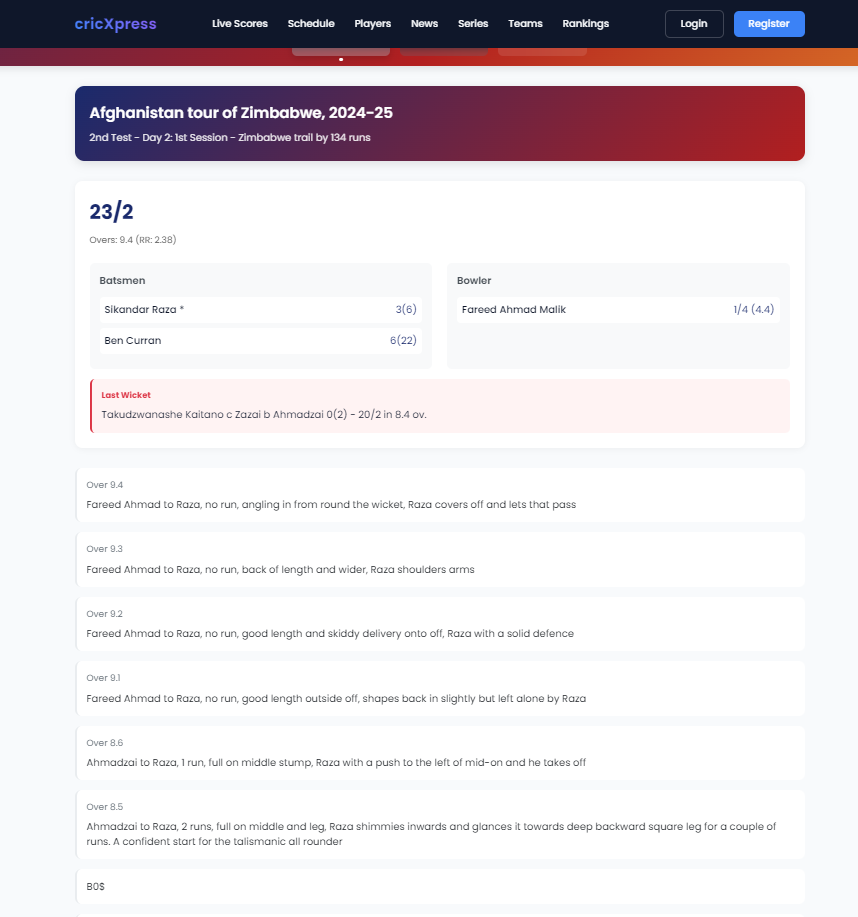 cricXpress Live Scores Schedule Players News Series Teams Rankings Login Register
Afghanistan tour of Zimbabwe, 2024-25
2nd Test - Day 2: 1st Session - Zimbabwe trail by 134 runs
23/2
Overs: 9.4 (RR: 2.38)
Batsmen
Sikandar Raza * 3(6)
Ben Curran 6(22)
Bowler
Fareed Ahmad Malik 1/4 (4.4)
Last Wicket
Takudzwanashe Kaitano c Zazai b Ahmadzai 0(2) - 20/2 in 8.4 ov.
Over 9.4
Fareed Ahmad to Raza, no run, angling in from round the wicket, Raza covers off and lets that pass
Over 9.3
Fareed Ahmad to Raza, no run, back of length and wider, Raza shoulders arms
Over 9.2
Fareed Ahmad to Raza, no run, good length and skiddy delivery onto off, Raza with a solid defence
Over 9.1
Fareed Ahmad to Raza, no run, good length outside off, shapes back in slightly but left alone by Raza
Over 8.6
Ahmadzai to Raza, 1 run, full on middle stump, Raza with a push to the left of mid-on and he takes off
Over 8.5
Ahmadzai to Raza, 2 runs, full on middle and leg, Raza shimmies inwards and glances it towards deep backward square leg for a couple of
runs. A confident start for the talismanic all rounder
B0$